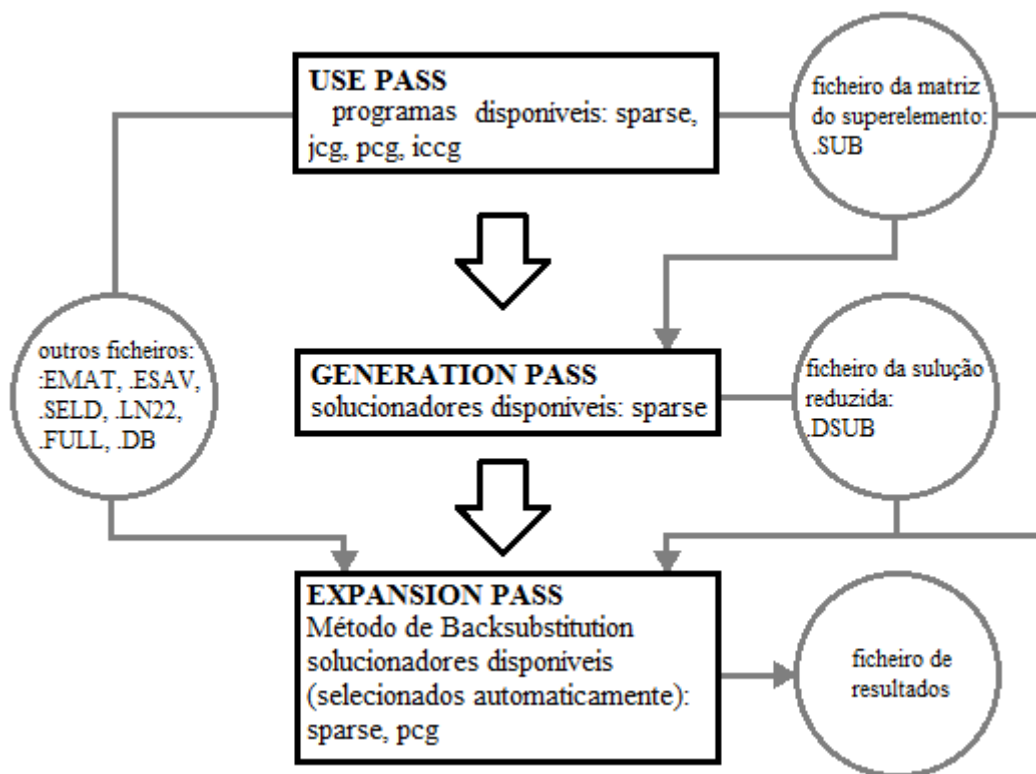 USE PASS
programas disponíveis: sparse,
jcg, pcg, iccg
ficheiro da matriz
do superelemento:
.SUB
outros ficheiros:
:EMAT, .ESAV,
.SELD, .LN22,
.FULL, .DB
GENERATION PASS
solucionadores disponíveis: sparse
ficheiro da sulução
reduzida:
.DSUB
EXPANSION PASS
Método de Backsubstitution
solucionadores disponíveis
(selecionados automaticamente):
sparse, pcg
ficheiro de
resultados